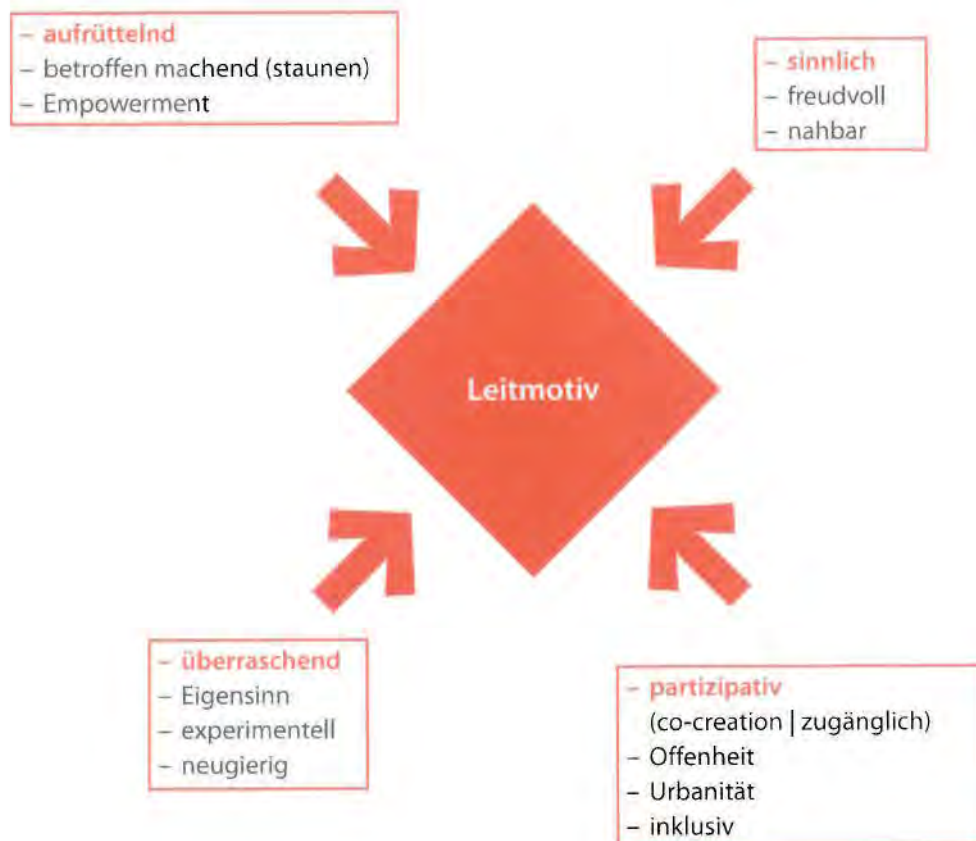 – aufrüttelnd
– betroffen machend (staunen)
– Empowerment
– sinnlich
– freudvoll
– nahbar
Leitmotiv
– überraschend
– Eigensinn
– experimentell
– neugierig
– partizipativ
(co-creation | zugänglich)
– Offenheit
– Urbanität
– inklusiv